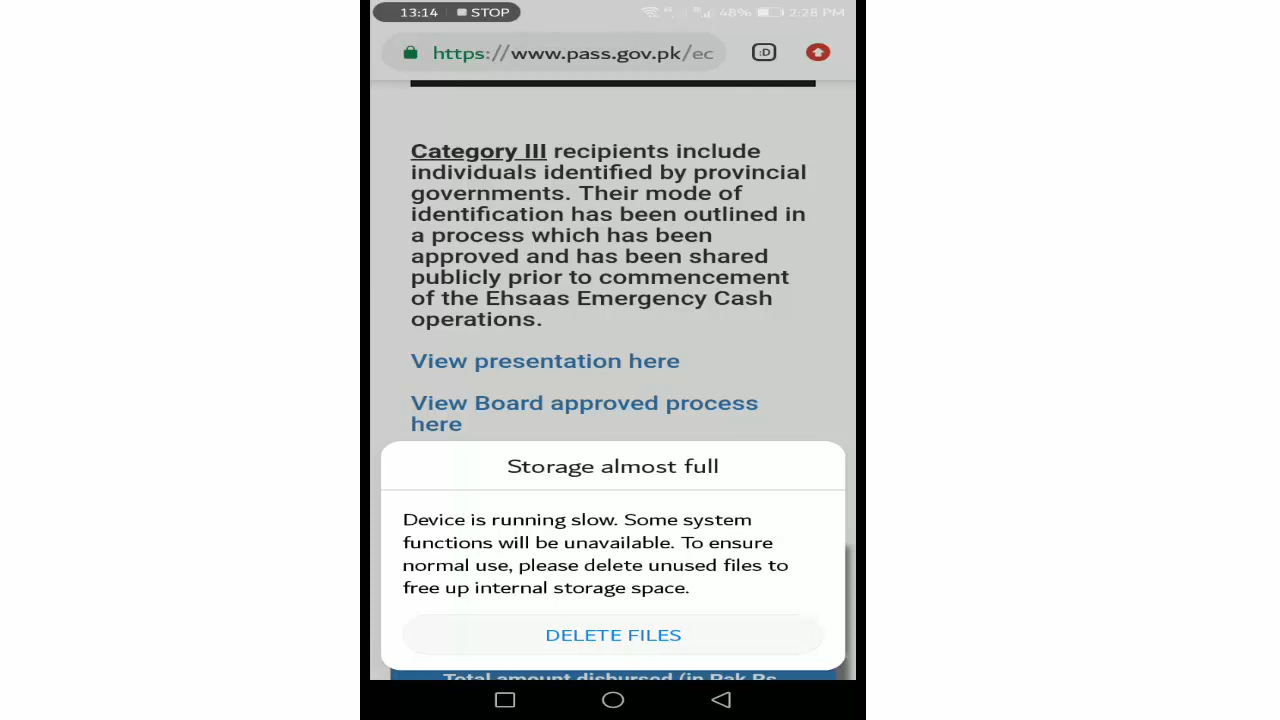 13:14 STOP 48% 2:28 PM
https://www.pass.gov.pk/ec :D
Category III recipients include
individuals identified by provincial
governments. Their mode of
identification has been outlined in
a process which has been
approved and has been shared
publicly prior to commencement
of the Ehsaas Emergency Cash
operations.
View presentation here
View Board approved process
here
Storage almost full
Device is running slow. Some system
functions will be unavailable. To ensure
normal use, please delete unused files to
free up internal storage space.
DELETE FILES
Total amount disbursed (in Pak Rs